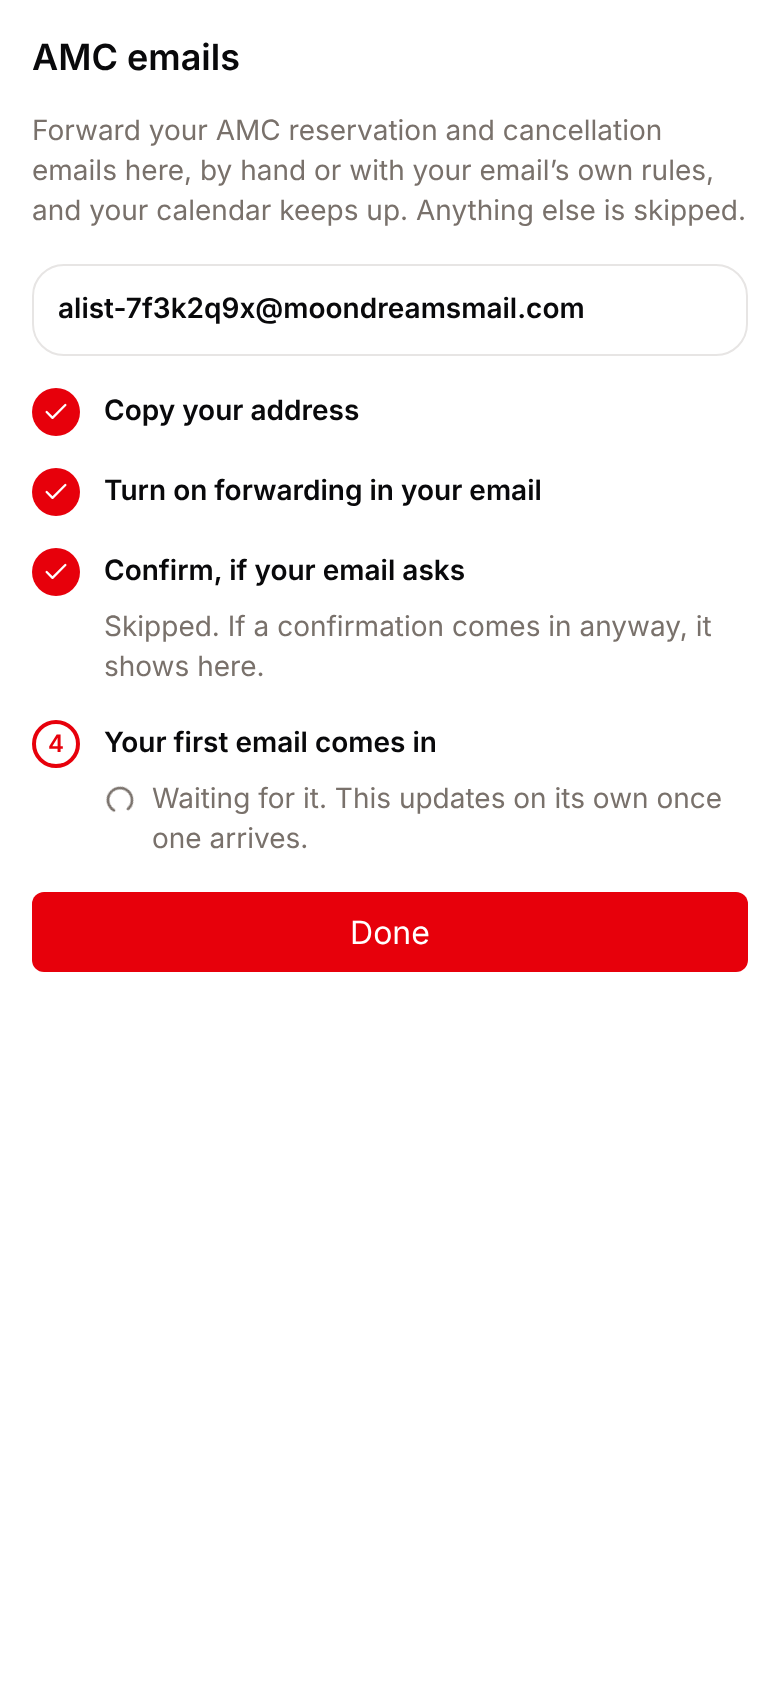 AMC emails
Forward your AMC reservation and cancellation
emails here, by hand or with your email’s own rules,
and your calendar keeps up. Anything else is skipped.
alist-7f3k2q9x@moondreamsmail.com
Copy your address
Turn on forwarding in your email
Confirm, if your email asks
Skipped. If a confirmation comes in anyway, it
shows here.
4 Your first email comes in
Waiting for it. This updates on its own once
one arrives.
Done